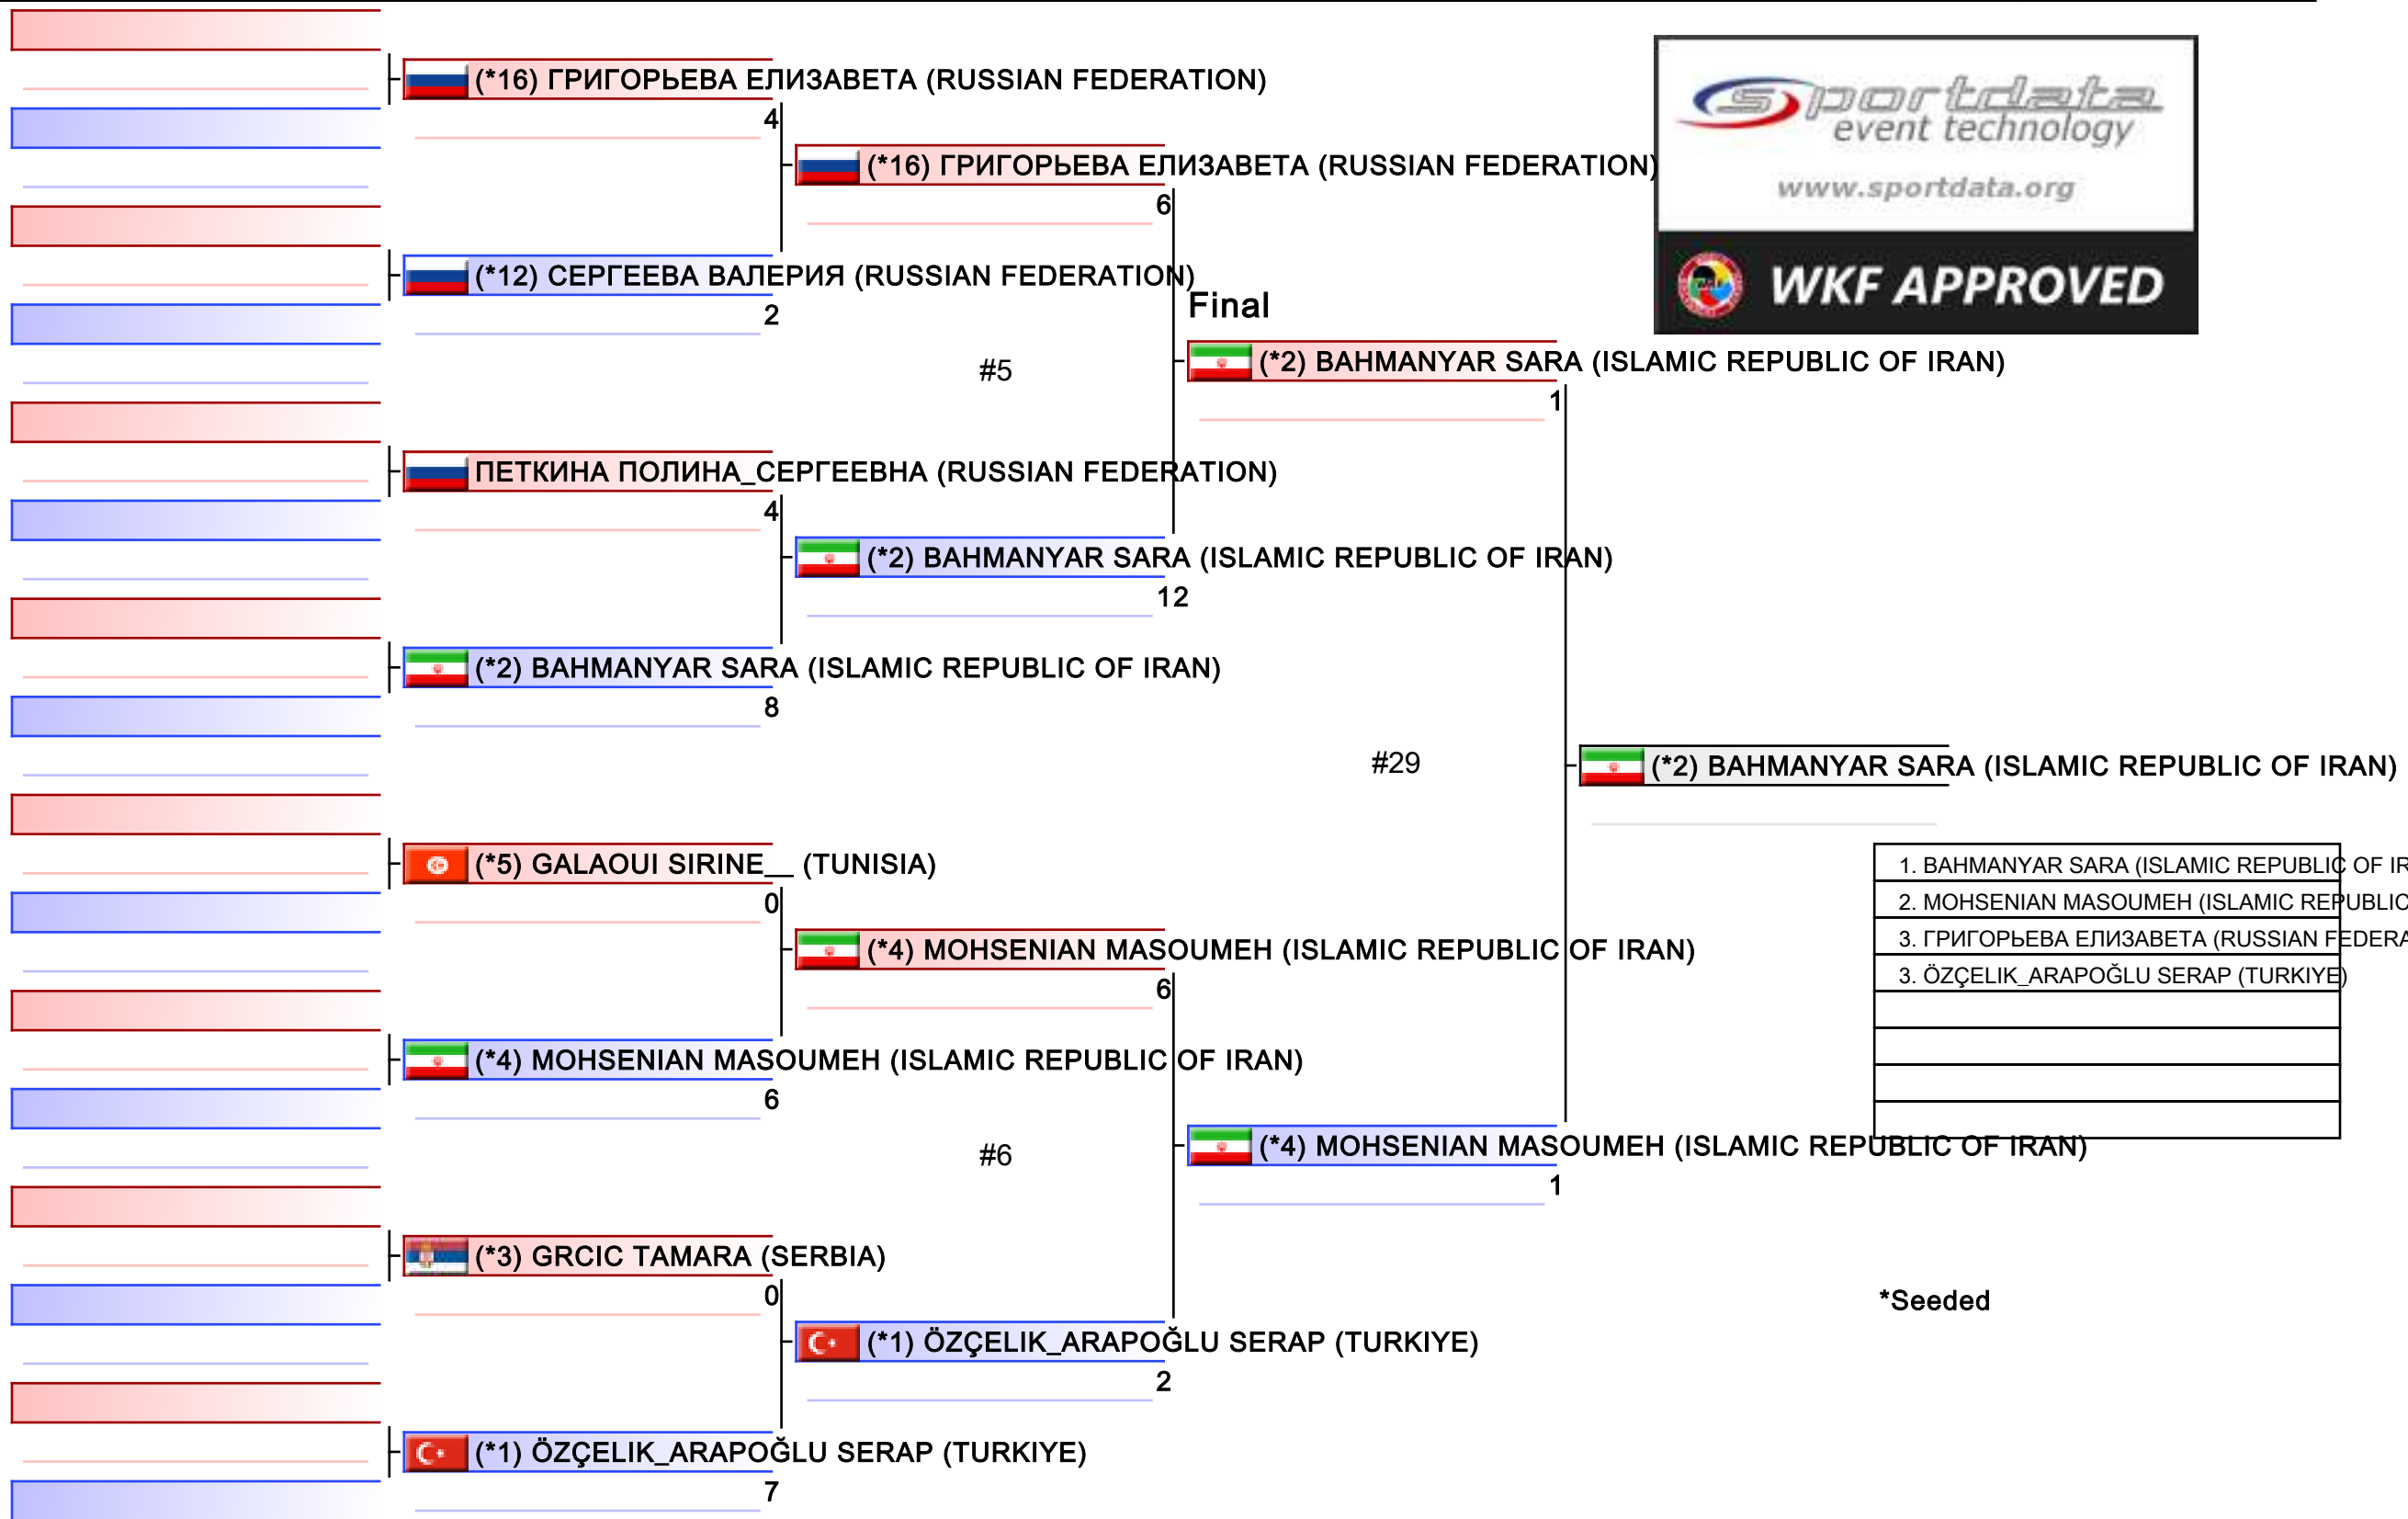 (*16) ГРИГОРЬЕВА ЕЛИЗАВЕТА (RUSSIAN FEDERATION)
4
(*16) ГРИГОРЬЕВА ЕЛИЗАВЕТА (RUSSIAN FEDERATION)
6
(*12) СЕРГЕЕВА ВАЛЕРИЯ (RUSSIAN FEDERATION)
2
sportdata
event technology
www.sportdata.org
WKF APPROVED
Final
#5
(*2) BAHMANYAR SARA (ISLAMIC REPUBLIC OF IRAN)
1
ПЕТКИНА ПОЛИНА_СЕРГЕЕВНА (RUSSIAN FEDERATION)
4
(*2) BAHMANYAR SARA (ISLAMIC REPUBLIC OF IRAN)
12
(*2) BAHMANYAR SARA (ISLAMIC REPUBLIC OF IRAN)
8
#29
(*2) BAHMANYAR SARA (ISLAMIC REPUBLIC OF IRAN)
(*5) GALAOUI SIRINE__ (TUNISIA)
0
(*4) MOHSENIAN MASOUMEH (ISLAMIC REPUBLIC OF IRAN)
6
(*4) MOHSENIAN MASOUMEH (ISLAMIC REPUBLIC OF IRAN)
6
1. BAHMANYAR SARA (ISLAMIC REPUBLIC OF IR
2. MOHSENIAN MASOUMEH (ISLAMIC REPUBLIC
3. ГРИГОРЬЕВА ЕЛИЗАВЕТА (RUSSIAN FEDERA
3. ÖZÇELIK_ARAPOĞLU SERAP (TURKIYE)
#6
(*4) MOHSENIAN MASOUMEH (ISLAMIC REPUBLIC OF IRAN)
1
(*3) GRCIC TAMARA (SERBIA)
0
(*1) ÖZÇELIK_ARAPOĞLU SERAP (TURKIYE)
2
*Seeded
(*1) ÖZÇELIK_ARAPOĞLU SERAP (TURKIYE)
7